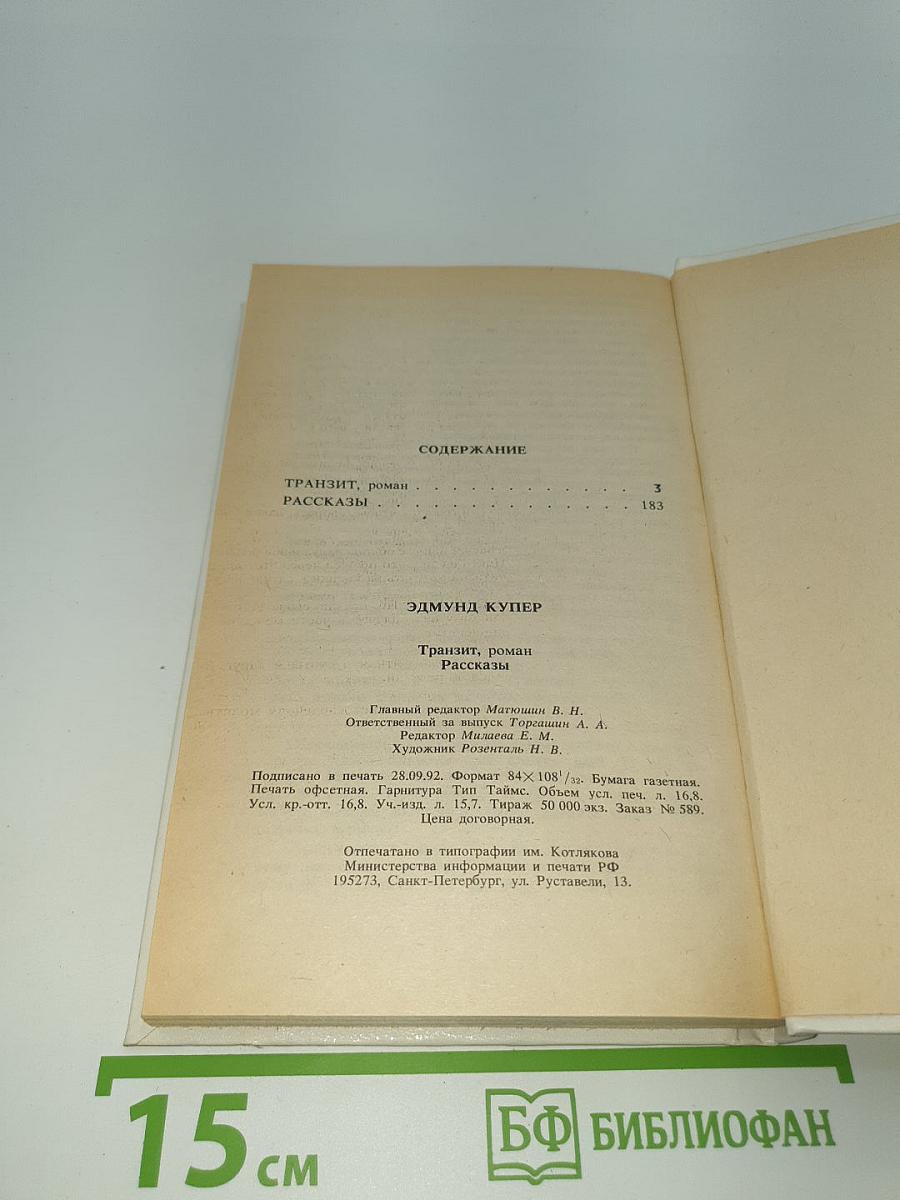 СОДЕРЖАНИЕ
ТРАНЗИТ, роман . . . . . . . . . . . . . 3
РАССКАЗЫ . . . . . . . . . . . . . . 183
ЭДМУНД КУПЕР
Транзит, роман
Рассказы
Главный редактор Матюшин В. Н.
Ответственный за выпуск Торгашин А. А.
Редактор Милаева Е. М.
Художник Розенталь Н. В.
Подписано в печать 28.09.92. Формат 84×108¹/₃₂. Бумага газетная.
Печать офсетная. Гарнитура Тип Таймс. Объем усл. печ. л. 16,8.
Усл. кр.-отт. 16,8. Уч.-изд. л. 15,7. Тираж 50 000 экз. Заказ № 589.
Цена договорная.
Отпечатано в типографии им. Котлякова
Министерства информации и печати РФ
195273, Санкт-Петербург, ул. Руставели, 13.
15 см
БФ БИБЛИОФАН